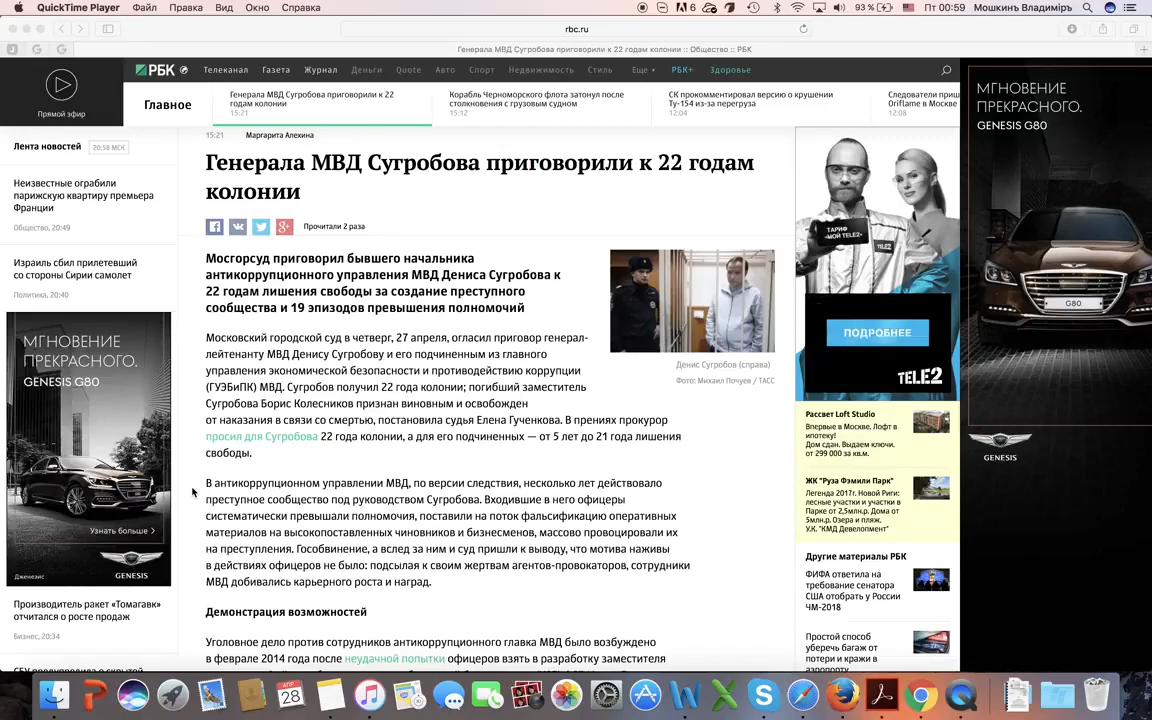 QuickTime Player Файл Правка Вид Окно Справка 6 93 % Пт 00:59 Мошкинъ Владимiръ
rbc.ru
Генерала МВД Сугробова приговорили к 22 годам колонии :: Общество :: РБК
Прямой эфир
РБК Телеканал Газета Журнал Деньги Quote Авто Спорт Недвижимость Стиль Еще РБК+ Здоровье
Главное
Генерала МВД Сугробова приговорили к 22
годам колонии
15:21
Корабль Черноморского флота затонул после
столкновения с грузовым судном
15:12
СК прокомментировал версию о крушении
Ту-154 из-за перегруза
12:04
Следователи приш
Oriflame в Москве
12:08
Лента новостей 20:58 МСК
Неизвестные ограбили
парижскую квартиру премьера
Франции
Общество, 20:49
Израиль сбил прилетевший
со стороны Сирии самолет
Политика, 20:40
МГНОВЕНИЕ
ПРЕКРАСНОГО.
GENESIS G80
Узнать больше
GENESIS
Дженезис
Производитель ракет «Томагавк»
отчитался о росте продаж
Бизнес, 20:34
15:21 Маргарита Алехина
Генерала МВД Сугробова приговорили к 22 годам
колонии
Прочитали 2 раза
Мосгорсуд приговорил бывшего начальника
антикоррупционного управления МВД Дениса Сугробова к
22 годам лишения свободы за создание преступного
сообщества и 19 эпизодов превышения полномочий
Денис Сугробов (справа)
Фото: Михаил Почуев / ТАСС
Московский городской суд в четверг, 27 апреля, огласил приговор генерал-
лейтенанту МВД Денису Сугробову и его подчиненным из главного
управления экономической безопасности и противодействию коррупции
(ГУЭБиПК) МВД. Сугробов получил 22 года колонии; погибший заместитель
Сугробова Борис Колесников признан виновным и освобожден
от наказания в связи со смертью, постановила судья Елена Гученкова. В прениях прокурор
просил для Сугробова 22 года колонии, а для его подчиненных — от 5 лет до 21 года лишения
свободы.
В антикоррупционном управлении МВД, по версии следствия, несколько лет действовало
преступное сообщество под руководством Сугробова. Входившие в него офицеры
систематически превышали полномочия, поставили на поток фальсификацию оперативных
материалов на высокопоставленных чиновников и бизнесменов, массово провоцировали их
на преступления. Гособвинение, а вслед за ним и суд пришли к выводу, что мотива наживы
в действиях офицеров не было: подсылая к своим жертвам агентов-провокаторов, сотрудники
МВД добивались карьерного роста и наград.
Демонстрация возможностей
Уголовное дело против сотрудников антикоррупционного главка МВД было возбуждено
в феврале 2014 года после неудачной попытки офицеров взять в разработку заместителя
ТАРИФ
«МОЙ TELE2»
TELE2
ПОДРОБНЕЕ
TELE2
Рассвет Loft Studio
Впервые в Москве. Лофт в
ипотеку!
Дом сдан. Выдаем ключи.
от 299 000 за кв.м.
ЖК "Руза Фэмили Парк"
Легенда 2017г. Новой Риги:
лесные участки и участки в
Парке от 2,5млн.р. Дома от
5млн.р. Озера и пляж.
У.К. "КМД Девелопмент"
Другие материалы РБК
ФИФА ответила на
требование сенатора
США отобрать у России
ЧМ-2018
Простой способ
уберечь багаж от
потери и кражи в
аэропорту
МГНОВЕНИЕ
ПРЕКРАСНОГО.
GENESIS G80
G80
GENESIS
АПР
28